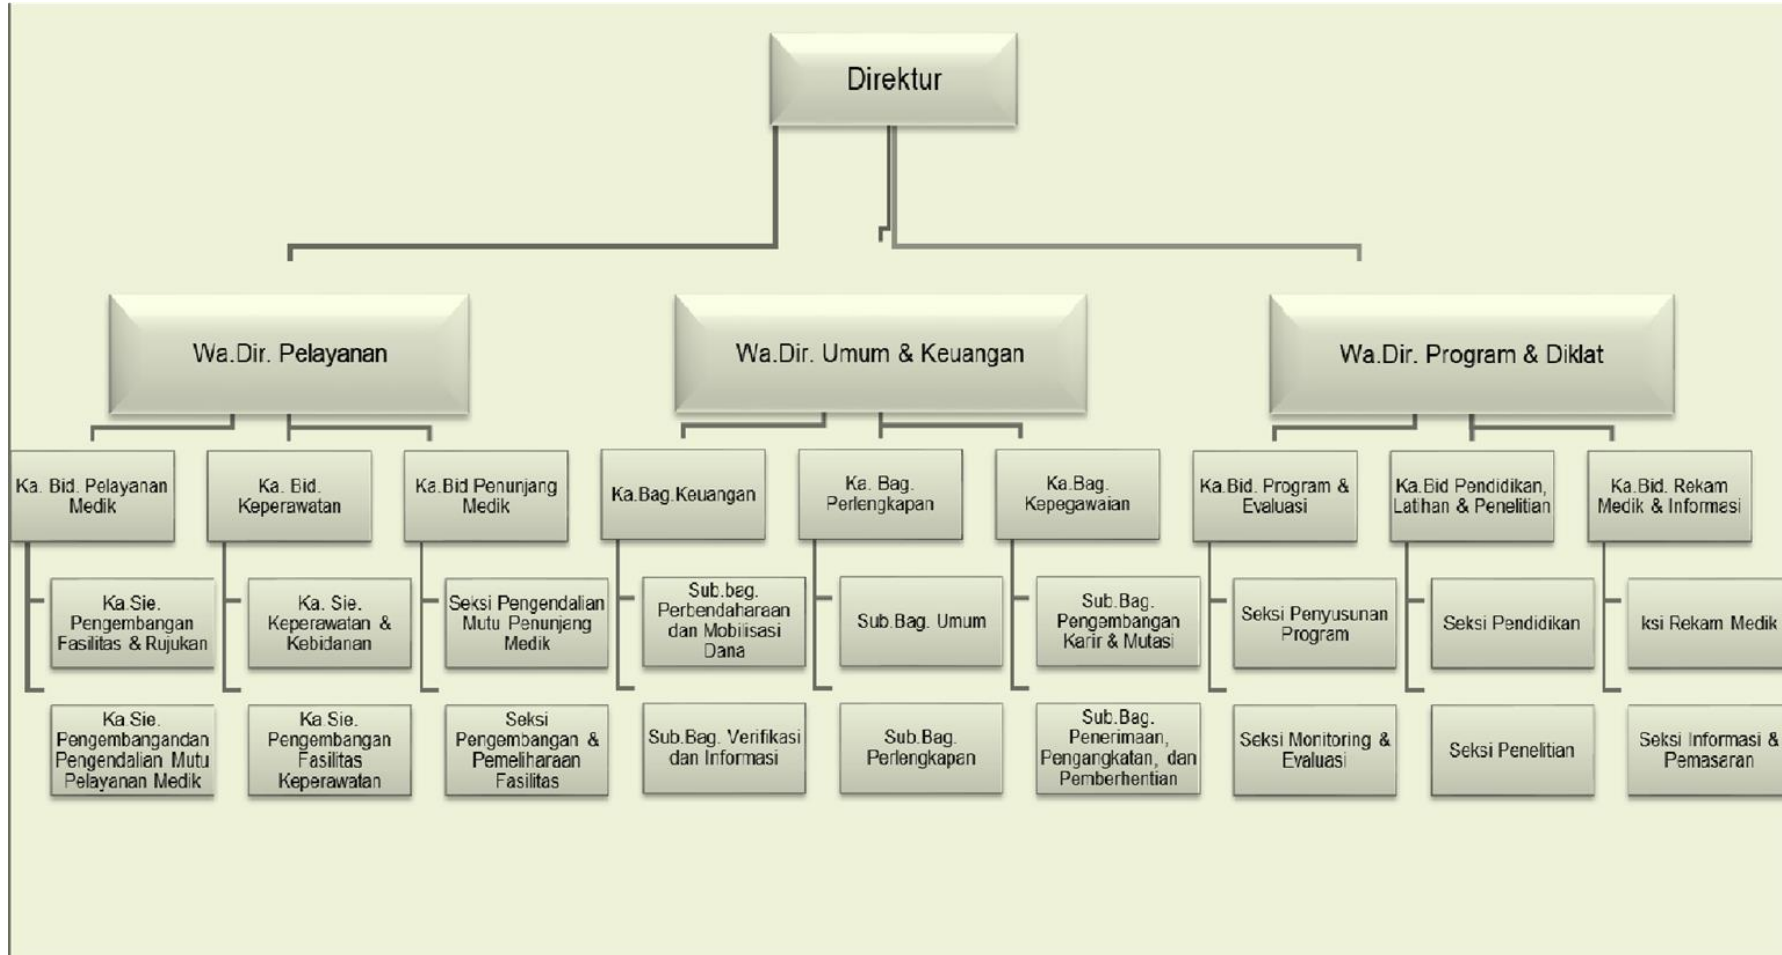 Direktur
Wa.Dir. Pelayanan
Wa.Dir. Umum & Keuangan
Wa.Dir. Program & Diklat
Ka. Bid. Pelayanan
Medik
Ka. Bid.
Keperawatan
Ka.Bid Penunjang
Medik
Ka.Bag.Keuangan
Ka. Bag.
Perlengkapan
Ka.Bag.
Kepegawaian
Ka.Bid. Program &
Evaluasi
Ka.Bid Pendidikan,
Latihan & Penelitian
Ka.Bid. Rekam
Medik & Informasi
Ka.Sie.
Pengembangan
Fasilitas & Rujukan
Ka. Sie.
Keperawatan &
Kebidanan
Seksi Pengendalian
Mutu Penunjang
Medik
Sub.bag.
Perbendaharaan
dan Mobilisasi
Dana
Sub.Bag. Umum
Sub.Bag.
Pengembangan
Karir & Mutasi
Seksi Penyusunan
Program
Seksi Pendidikan
ksi Rekam Medik
Ka.Sie.
Pengembangandan
Pengendalian Mutu
Pelayanan Medik
Ka.Sie.
Pengembangan
Fasilitas
Keperawatan
Seksi
Pengembangan &
Pemeliharaan
Fasilitas
Sub.Bag. Verifikasi
dan Informasi
Sub.Bag.
Perlengkapan
Sub.Bag.
Penerimaan,
Pengangkatan, dan
Pemberhentian
Seksi Monitoring &
Evaluasi
Seksi Penelitian
Seksi Informasi &
Pemasaran